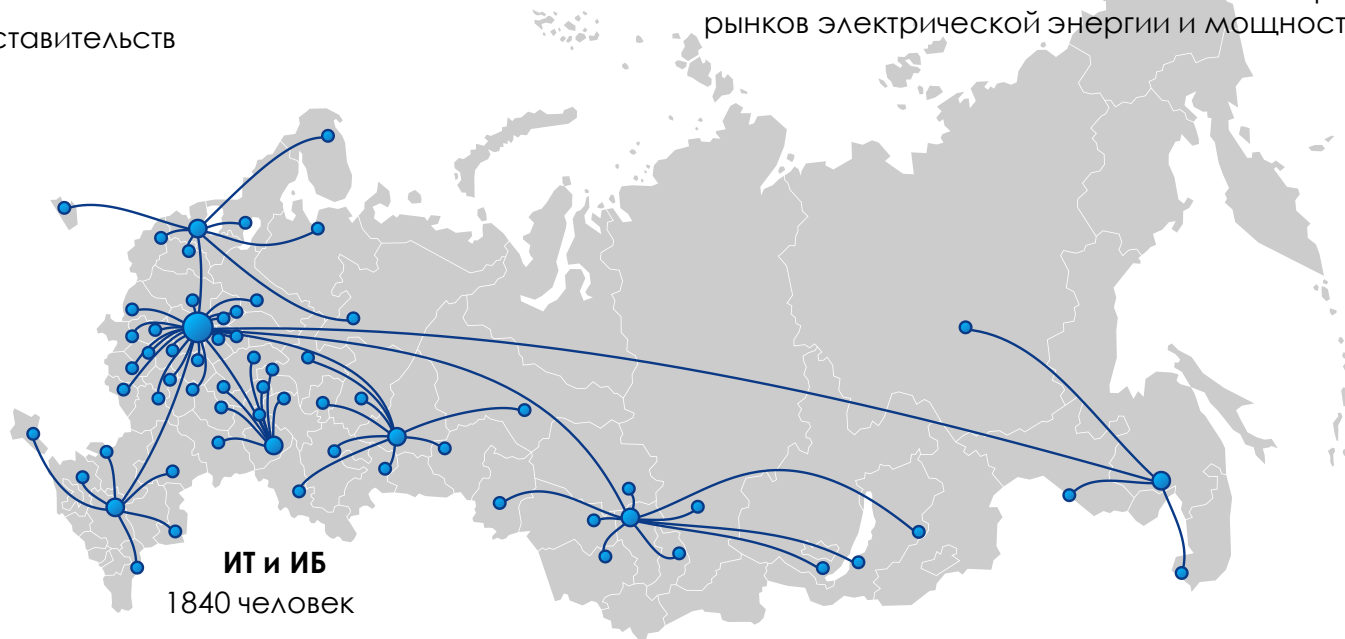 рынков электрической энергии и мощност
ставительств
ИТ и ИБ
1840 человек